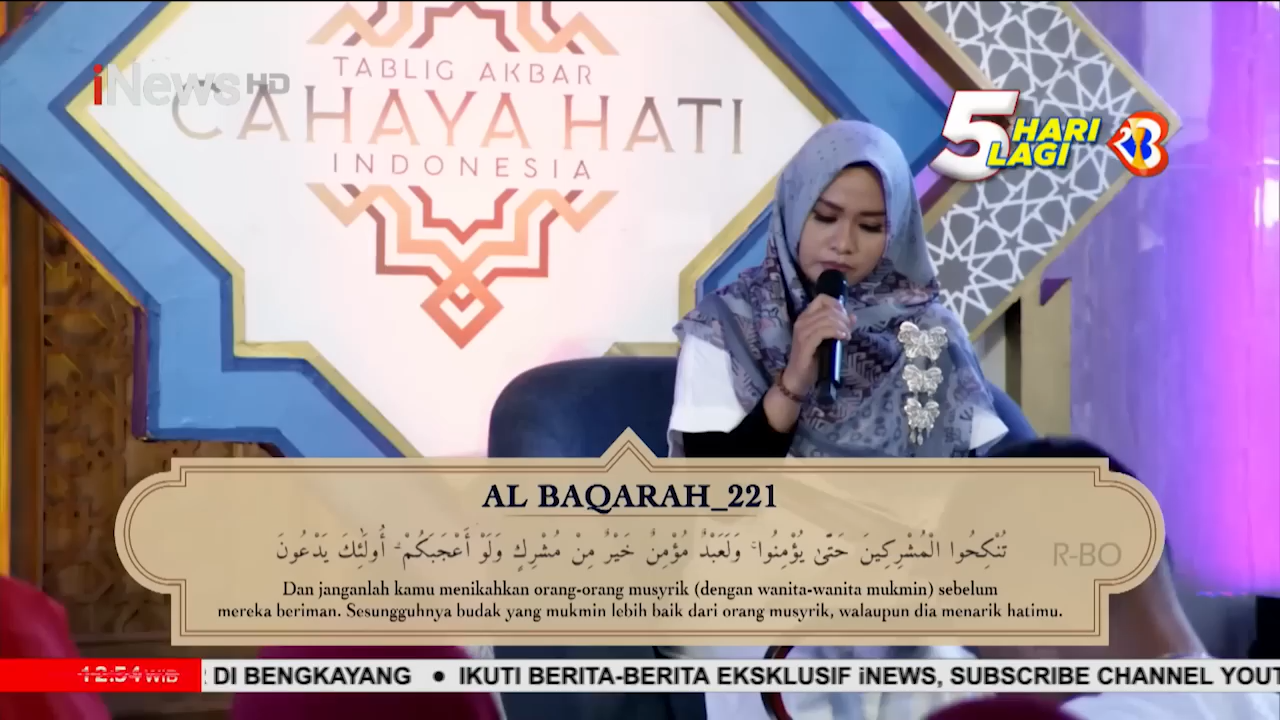 TABLIG AKBAR
CAHAYA HATI
INDONESIA
iNews HD
5 HARI LAGI
AL BAQARAH_221
تُنْكِحُوا الْمُشْرِكِينَ حَتَّىٰ يُؤْمِنُوا ۚ وَلَعَبْدٌ مُؤْمِنٌ خَيْرٌ مِنْ مُشْرِكٍ وَلَوْ أَعْجَبَكُمْ ۗ أُولَٰئِكَ يَدْعُونَ
R-BO
Dan janganlah kamu menikahkan orang-orang musyrik (dengan wanita-wanita mukmin) sebelum
mereka beriman. Sesungguhnya budak yang mukmin lebih baik dari orang musyrik, walaupun dia menarik hatimu.
12:54 WIB
DI BENGKAYANG • IKUTI BERITA-BERITA EKSKLUSIF iNEWS, SUBSCRIBE CHANNEL YOUT